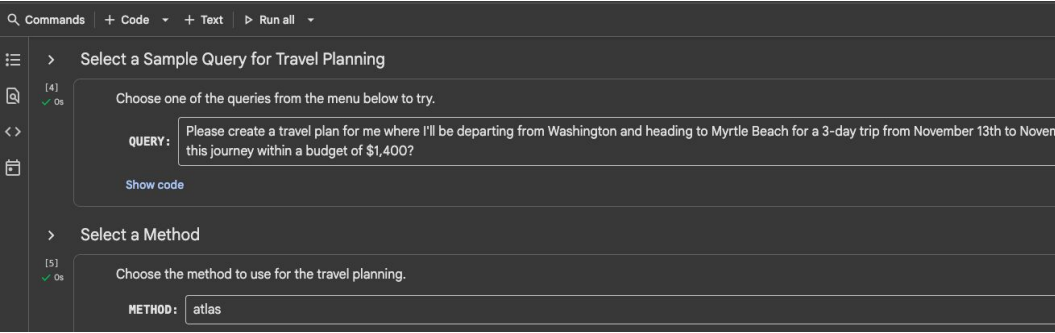 Commands + Code + Text Run all
Select a Sample Query for Travel Planning
[4]
0s
Choose one of the queries from the menu below to try.
QUERY: Please create a travel plan for me where I'll be departing from Washington and heading to Myrtle Beach for a 3-day trip from November 13th to
this journey within a budget of $1,400?
Show code
Select a Method
[5]
0s
Choose the method to use for the travel planning.
METHOD: atlas